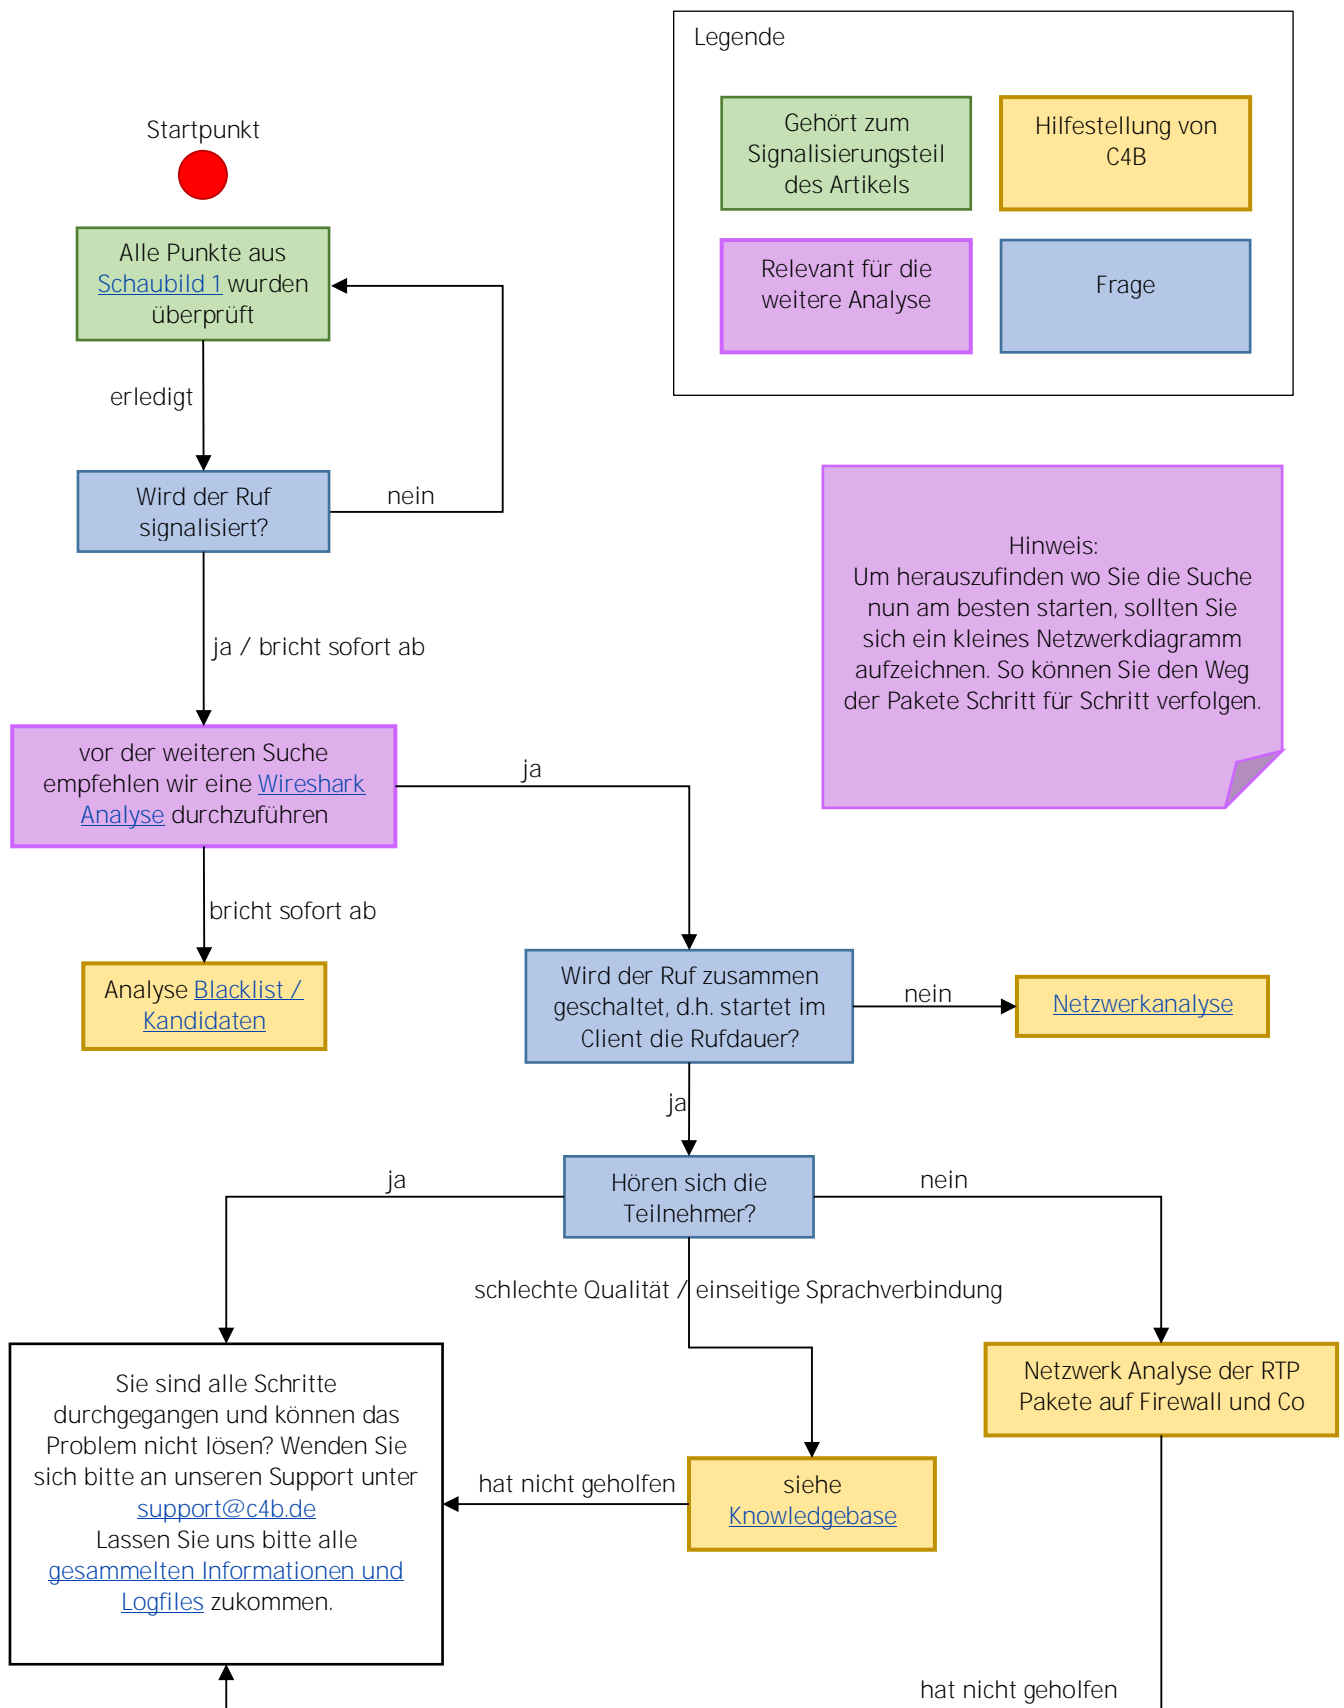 Legende
Gehört zum
Signalisierungsteil
des Artikels
Hilfestellung von
C4B
Relevant für die
weitere Analyse
Frage
Startpunkt
Alle Punkte aus
Schaubild 1 wurden
überprüft
erledigt
Wird der Ruf
signalisiert?
nein
Hinweis:
Um herauszufinden wo Sie die Suche
nun am besten starten, sollten Sie
sich ein kleines Netzwerkdiagramm
aufzeichnen. So können Sie den Weg
der Pakete Schritt für Schritt verfolgen.
ja / bricht sofort ab
vor der weiteren Suche
empfehlen wir eine Wireshark
Analyse durchzuführen
ja
bricht sofort ab
Analyse Blacklist /
Kandidaten
Wird der Ruf zusammen
geschaltet, d.h. startet im
Client die Rufdauer?
nein
Netzwerkanalyse
ja
Hören sich die
Teilnehmer?
ja
nein
schlechte Qualität / einseitige Sprachverbindung
Sie sind alle Schritte
durchgegangen und können das
Problem nicht lösen? Wenden Sie
sich bitte an unseren Support unter
support@c4b.de
Lassen Sie uns bitte alle
gesammelten Informationen und
Logfiles zukommen.
hat nicht geholfen
siehe
Knowledgebase
Netzwerk Analyse der RTP
Pakete auf Firewall und Co
hat nicht geholfen